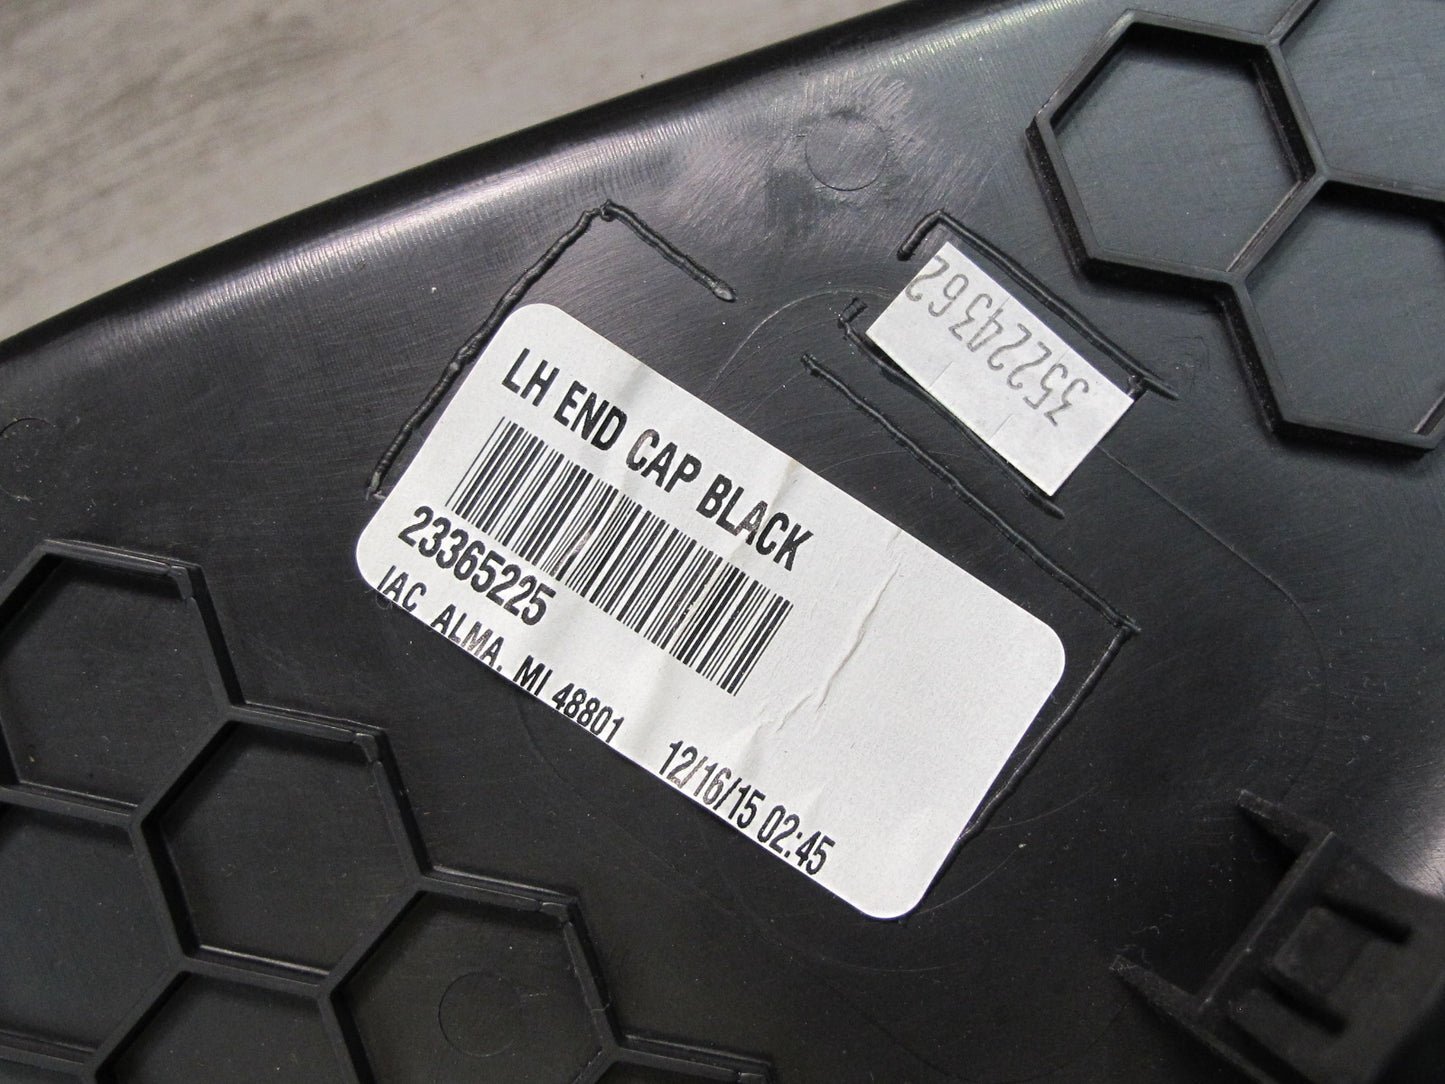 LH END CAP BLACK
23365225
IAC ALMA, MI 48801 12/16/15 02:45
35224362